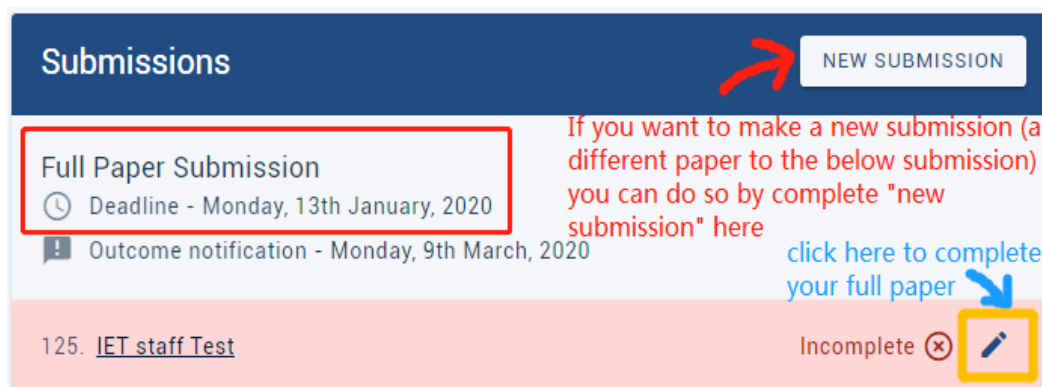 Submissions
NEW SUBMISSION
If you want to make a new submission (a
different paper to the below submission)
you can do so by complete "new
submission" here
Full Paper Submission
Deadline - Monday, 13th January, 2020
Outcome notification - Monday, 9th March, 2020
click here to complete
your full paper
125. IET staff Test
Incomplete